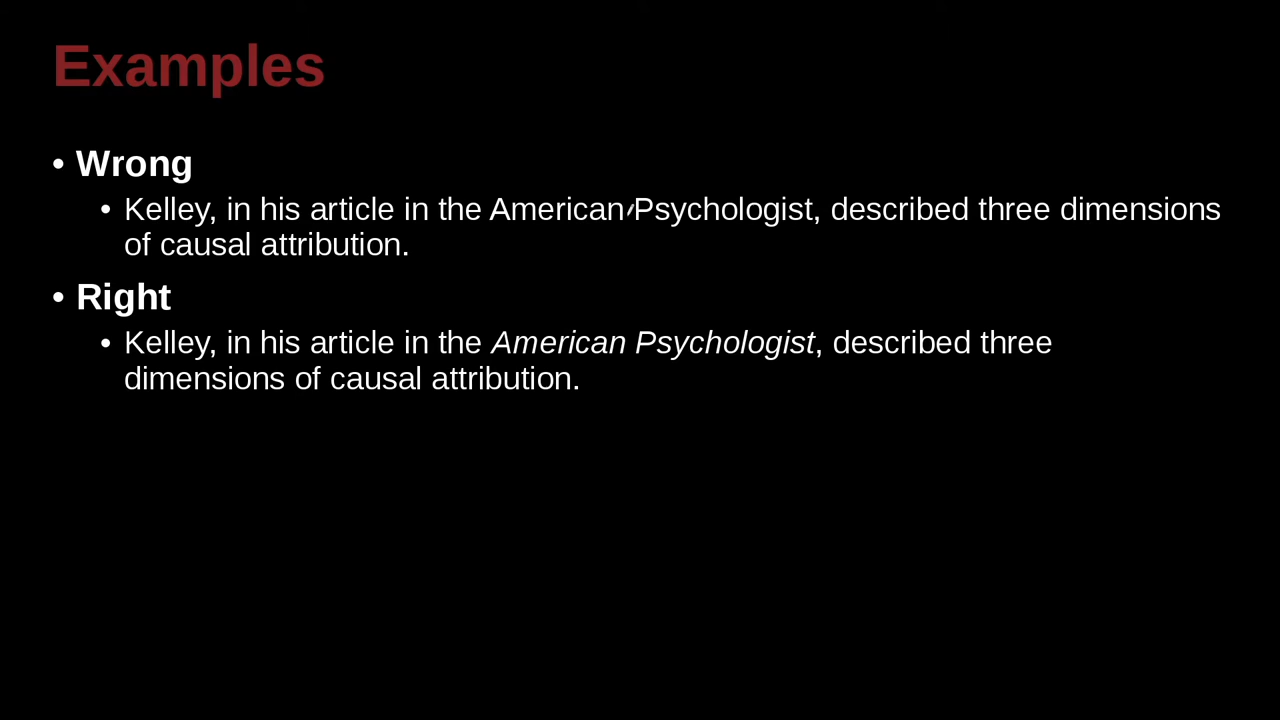 Examples
• Wrong
• Kelley, in his article in the American Psychologist, described three dimensions
of causal attribution.
• Right
• Kelley, in his article in the American Psychologist, described three
dimensions of causal attribution.